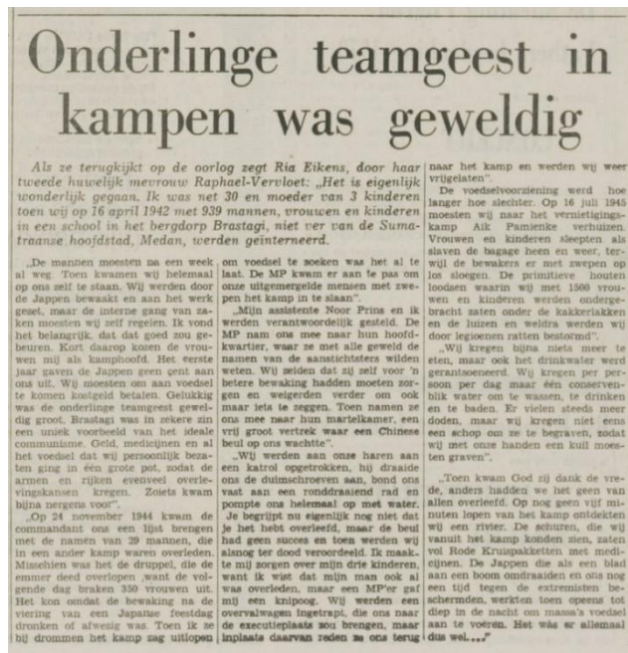 Onderlinge teamgeest in
kampen was geweldig
Als ze terugkijkt op de oorlog zegt Ria Eikens, door haar
tweede huwelijk mevrouw Raphael-Vervloet: „Het is eigenlijk
wonderlijk gegaan. Ik was net 30 en moeder van 3 kinderen
toen wij op 16 april 1942 met 939 mannen, vrouwen en kinderen
in een school in het bergdorp Brastagi, niet ver van de Suma-
traanse hoofdstad, Medan, werden geïnterneerd.
„De mannen moesten na een week
al weg. Toen kwamen wij helemaal
op ons zelf te staan. Wij werden door
de Jappen bewaakt en aan het werk
gezet, maar de interne gang van za-
ken moesten wij zelf regelen. Ik vond
het belangrijk, dat dat goed zou ge-
beuren. Kort daarop konen de vrou-
wen mij als kamphoofd. Het eerste
jaar gaven de Jappen geen cent aan
ons uit. Wij moesten om aan voedsel
te komen kostgeld betalen. Gelukkig
was de onderlinge teamgeest gewel-
dig groot. Brastagi was in zekere zin
een uniek voorbeeld van het ideale
communisme. Geld, medicijnen en al
het voedsel dat wij persoonlijk bezа-
ten ging in één grote pot, zodat de
armen en rijken evenveel overle-
vingskansen kregen. Zoiets kwam
bijna nergens voor".
„Op 24 november 1944 kwam de
commandant ons een lijst brengen
met de namen van 29 mannen, die
in een ander kamp waren overleden.
Misschien was het de druppel, die de
emmer deed overlopen ,want de vol-
gende dag braken 350 vrouwen uit.
Het kon omdat de bewaking na de
viering van een Japanse feestdag
dronken of afwezig was. Toen ik ze
bij drommen het kamp zag uitlopen
om voedsel te zoeken was het al te
laat. De MP kwam er aan te pas om
onze uitgemergelde mensen met zwe-
pen het kamp in te slaan".
„Mijn assistente Noor Prins en ik
werden verantwoordelijk gesteld. De
MP nam ons mee naar hun hoofd-
kwartier, waar ze met alle geweld de
namen van de aanstichtsters wilden
weten. Wij zeiden dat zij zelf voor 'n
betere bewaking hadden moeten zor-
gen en weigerden verder om ook
maar iets te zeggen. Toen namen ze
ons mee naar hun martelkamer, een
vrij groot vertrek waar een Chinese
beul op ons wachtte".
„Wij werden aan onze haren aan
een katrol opgetrokken, hij draaide
ons de duimschroeven aan, bond ons
vast aan een ronddraaiend rad en
pompte ons helemaal op met water.
Je begrijpt nu eigenlijk nog niet dat
je het hebt overleefd, maar de beul
had geen succes en toen werden wij
alsnog ter dood veroordeeld. Ik maak-
te mij zorgen over mijn drie kinderen,
want ik wist dat mijn man ook al
was overleden, maar een MP'er gaf
mij een knipoog. Wij werden een
overvalwagen ingetrapt, die ons naar
de executieplaats zou brengen, maar
inplaats daarvan reden ze ons terug
naar het kamp en werden wij weer
vrijgelaten".
De voedselvoorziening werd hoe
langer hoe slechter. Op 16 juli 1945
moesten wij naar het vernietigings-
kamp Aik Pamienke verhuizen.
Vrouwen en kinderen sleepten als
slaven de bagage heen en weer, ter-
wijl de bewakers er met zwepen op
los sloegen. De primitieve houten
loodsen waarin wij met 1500 vrou-
wen en kinderen werden onderge-
bracht zaten onder de kakkerlakken
en de luizen en weldra werden wij
door legioenen ratten bestormd".
„Wij kregen bijna niets meer te
eten, maar ook het drinkwater werd
gerantsoeneerd. Wij kregen per per-
soon per dag maar één conserven-
blik water om te wassen, te drinken
en te baden. Er vielen steeds meer
doden, maar wij kregen niet eens
een schop om ze te begraven, zodat
wij met onze handen een kuil moes-
ten graven".
„Toen kwam God zij dank de vre-
de, anders hadden we het geen van
allen overleefd. Op nog geen vijf mi-
nuten lopen van het kamp ontdekten
wij een rivier. De schuren, die wij
vanuit het kamp konden zien, zaten
vol Rode Kruispakketten met medi-
cijnen. De Jappen die als een blad
aan een boom omdraaiden en ons nog
een tijd tegen de extremisten be-
schermden, werkten toen opeens tot
diep in de nacht om massa's voedsel
aan te voeren. Het was er allemaal
dus wel...."